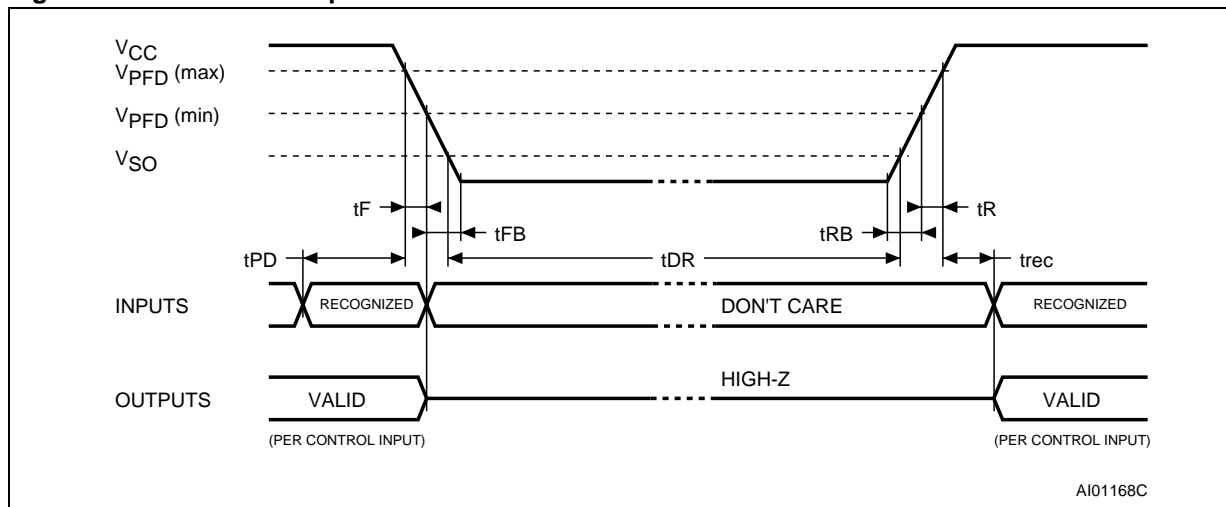 VCC
VPFD (max)
VPFD (min)
VSO
tF
tFB
tRB
tR
tPD
tDR
trec
INPUTS
RECOGNIZED
DON'T CARE
RECOGNIZED
HIGH-Z
OUTPUTS
VALID
VALID
(PER CONTROL INPUT)
(PER CONTROL INPUT)
AI01168C